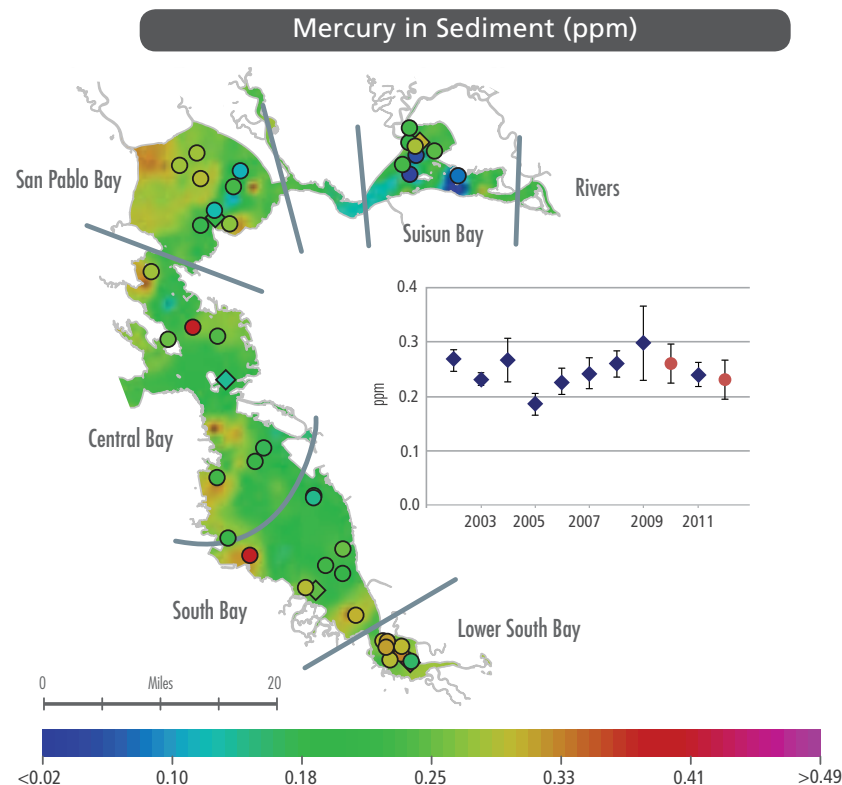 Mercury in Sediment (ppm)
San Pablo Bay
Rivers
Suisun Bay
0.4
0.3
0.2
0.1
0.0
ppm
2003 2005 2007 2009 2011
Central Bay
South Bay
Lower South Bay
0 Miles 20
<0.02 0.10 0.18 0.25 0.33 0.41 >0.49